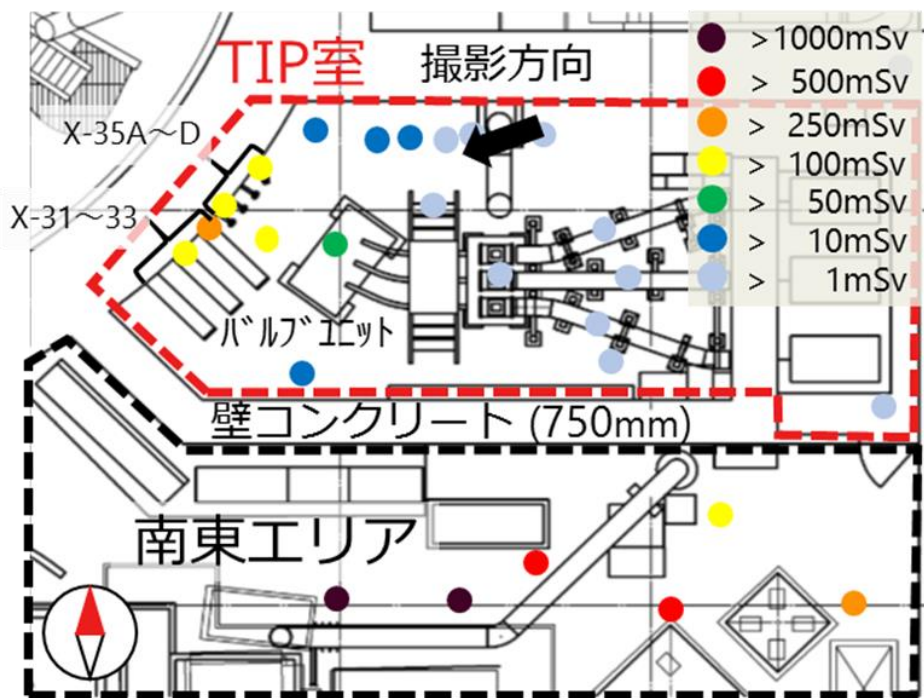 TIP室
撮影方向
> 1000mSv
> 500mSv
> 250mSv
> 100mSv
> 50mSv
> 10mSv
> 1mSv
X-35A～D
X-31～33
バルブユニット
壁コンクリート (750mm)
南東エリア